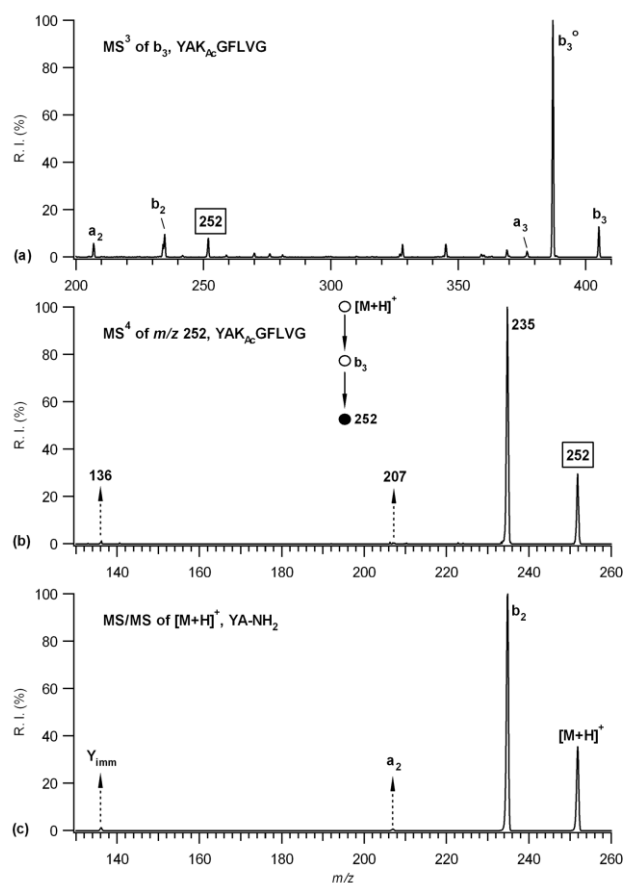 MS³ of b₃, YAK_AcGFLVG
b₃°
R. I. (%)
100
80
60
40
20
0
a₂
b₂
252
a₃
b₃
(a)
200
250
300
350
400
MS⁴ of m/z 252, YAK_AcGFLVG
[M+H]⁺
b₃
252
235
252
R. I. (%)
100
80
60
40
20
0
136
207
(b)
140
160
180
200
220
240
260
MS/MS of [M+H]⁺, YA-NH₂
b₂
R. I. (%)
100
80
60
40
20
0
Y_imm
a₂
[M+H]⁺
(c)
140
160
180
200
220
240
260
m/z